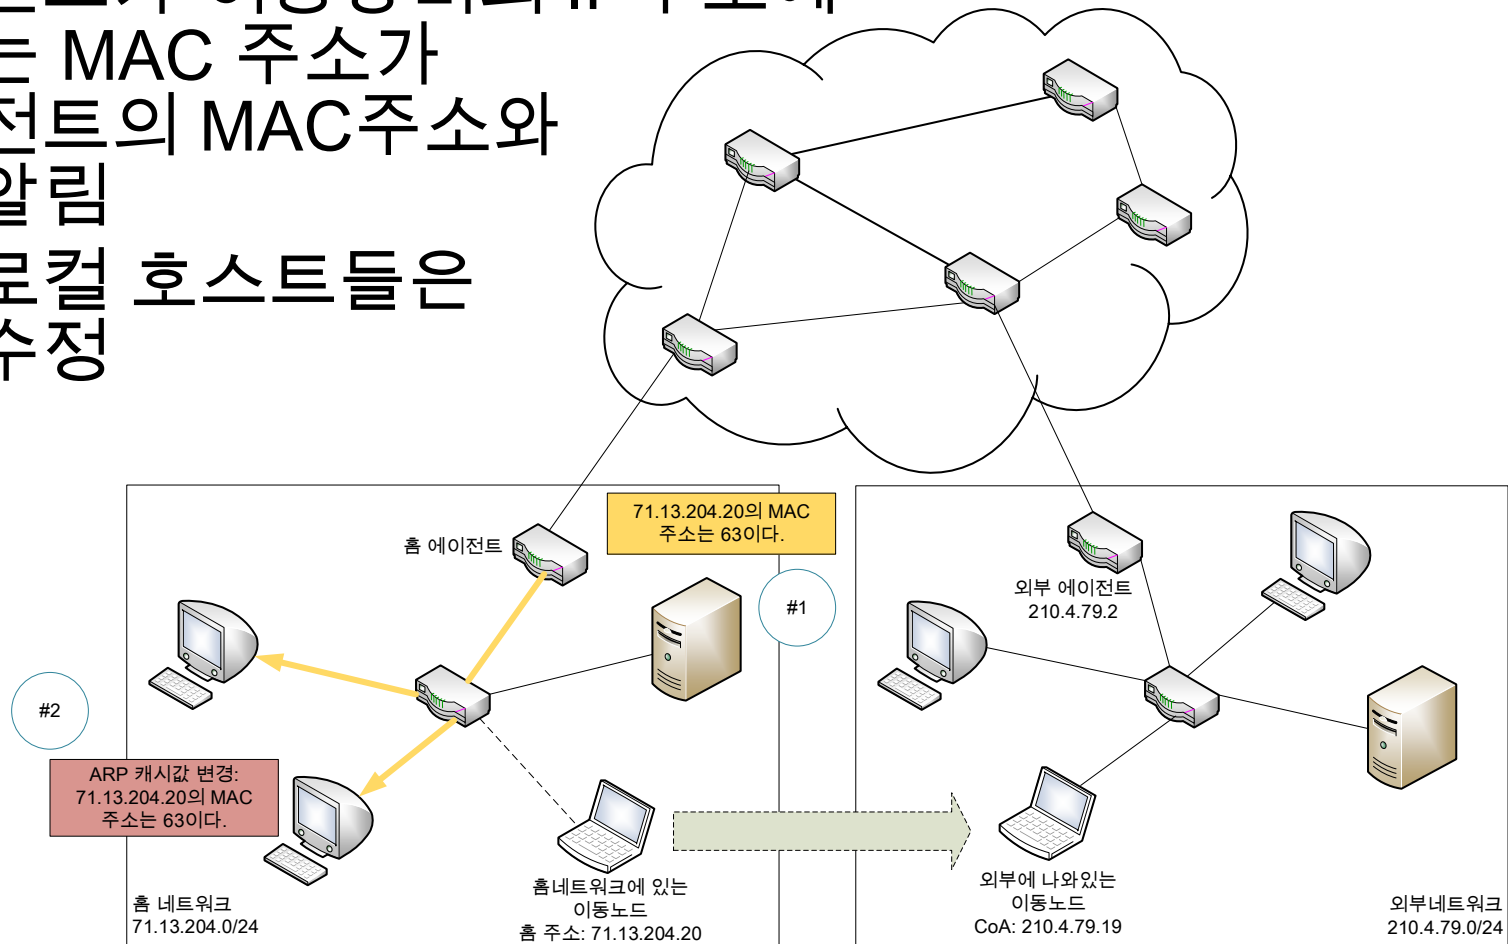 는 MAC 주소가
전트의 MAC주소와
알림
로컬 호스트들은
수정
71.13.204.20의 MAC
주소는 63이다.
홈 에이전트
#1
외부 에이전트
210.4.79.2
#2
ARP 캐시값 변경:
71.13.204.20의 MAC
주소는 63이다.
홈네트워크에 있는
이동노드
홈 주소: 71.13.204.20
외부에 나와있는
이동노드
CoA: 210.4.79.19
홈 네트워크
71.13.204.0/24
외부네트워크
210.4.79.0/24